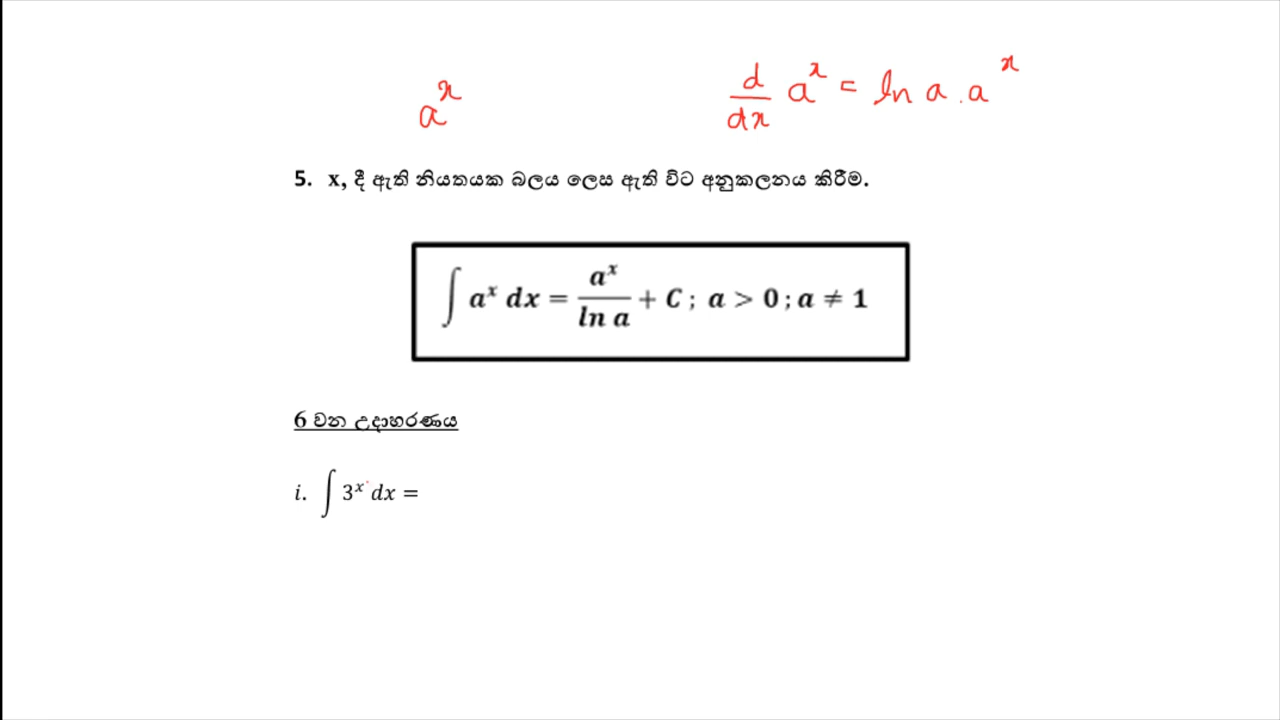 a^x
d/dx a^x = ln a . a^x
5. x, දී ඇති නියතයක බලය ලෙස ඇති විට අනුකලනය කිරීම.
∫ a^x dx = a^x / ln a + C ; a > 0 ; a ≠ 1
6 වන උදාහරණය
i. ∫ 3^x dx =